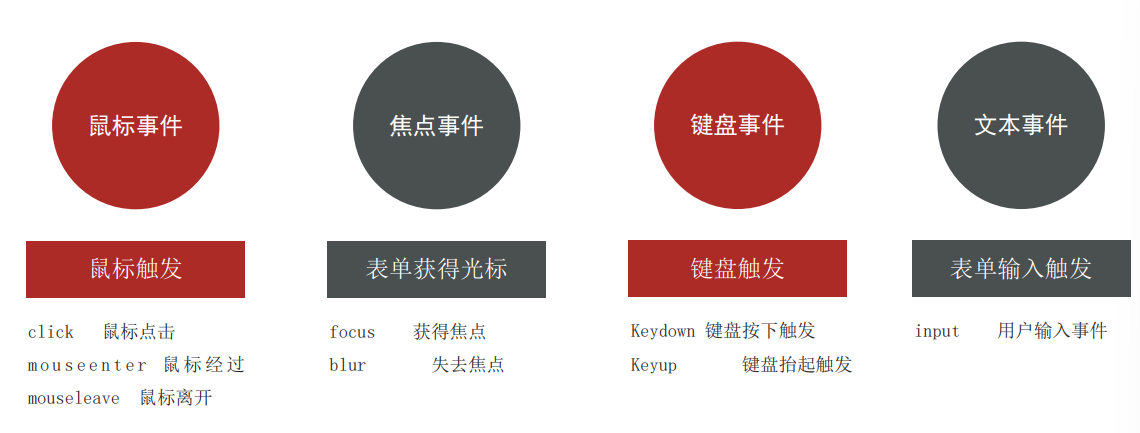 鼠标事件
鼠标触发
click 鼠标点击
mouseenter 鼠标经过
mouseleave 鼠标离开
焦点事件
表单获得光标
focus 获得焦点
blur 失去焦点
键盘事件
键盘触发
Keydown 键盘按下触发
Keyup 键盘抬起触发
文本事件
表单输入触发
input 用户输入事件